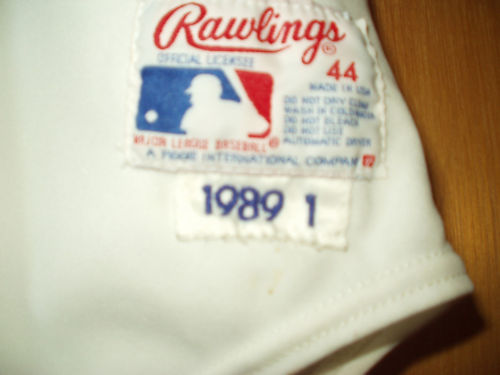 Rawlings®
OFFICIAL LICENSEE
44
MADE IN USA
DO NOT DRY CLEAN
WASH IN COLD WATER
DO NOT BLEACH
DO NOT USE
AUTOMATIC DRYER
MAJOR LEAGUE BASEBALL®
A FIGGIE INTERNATIONAL COMPANY
1989 1